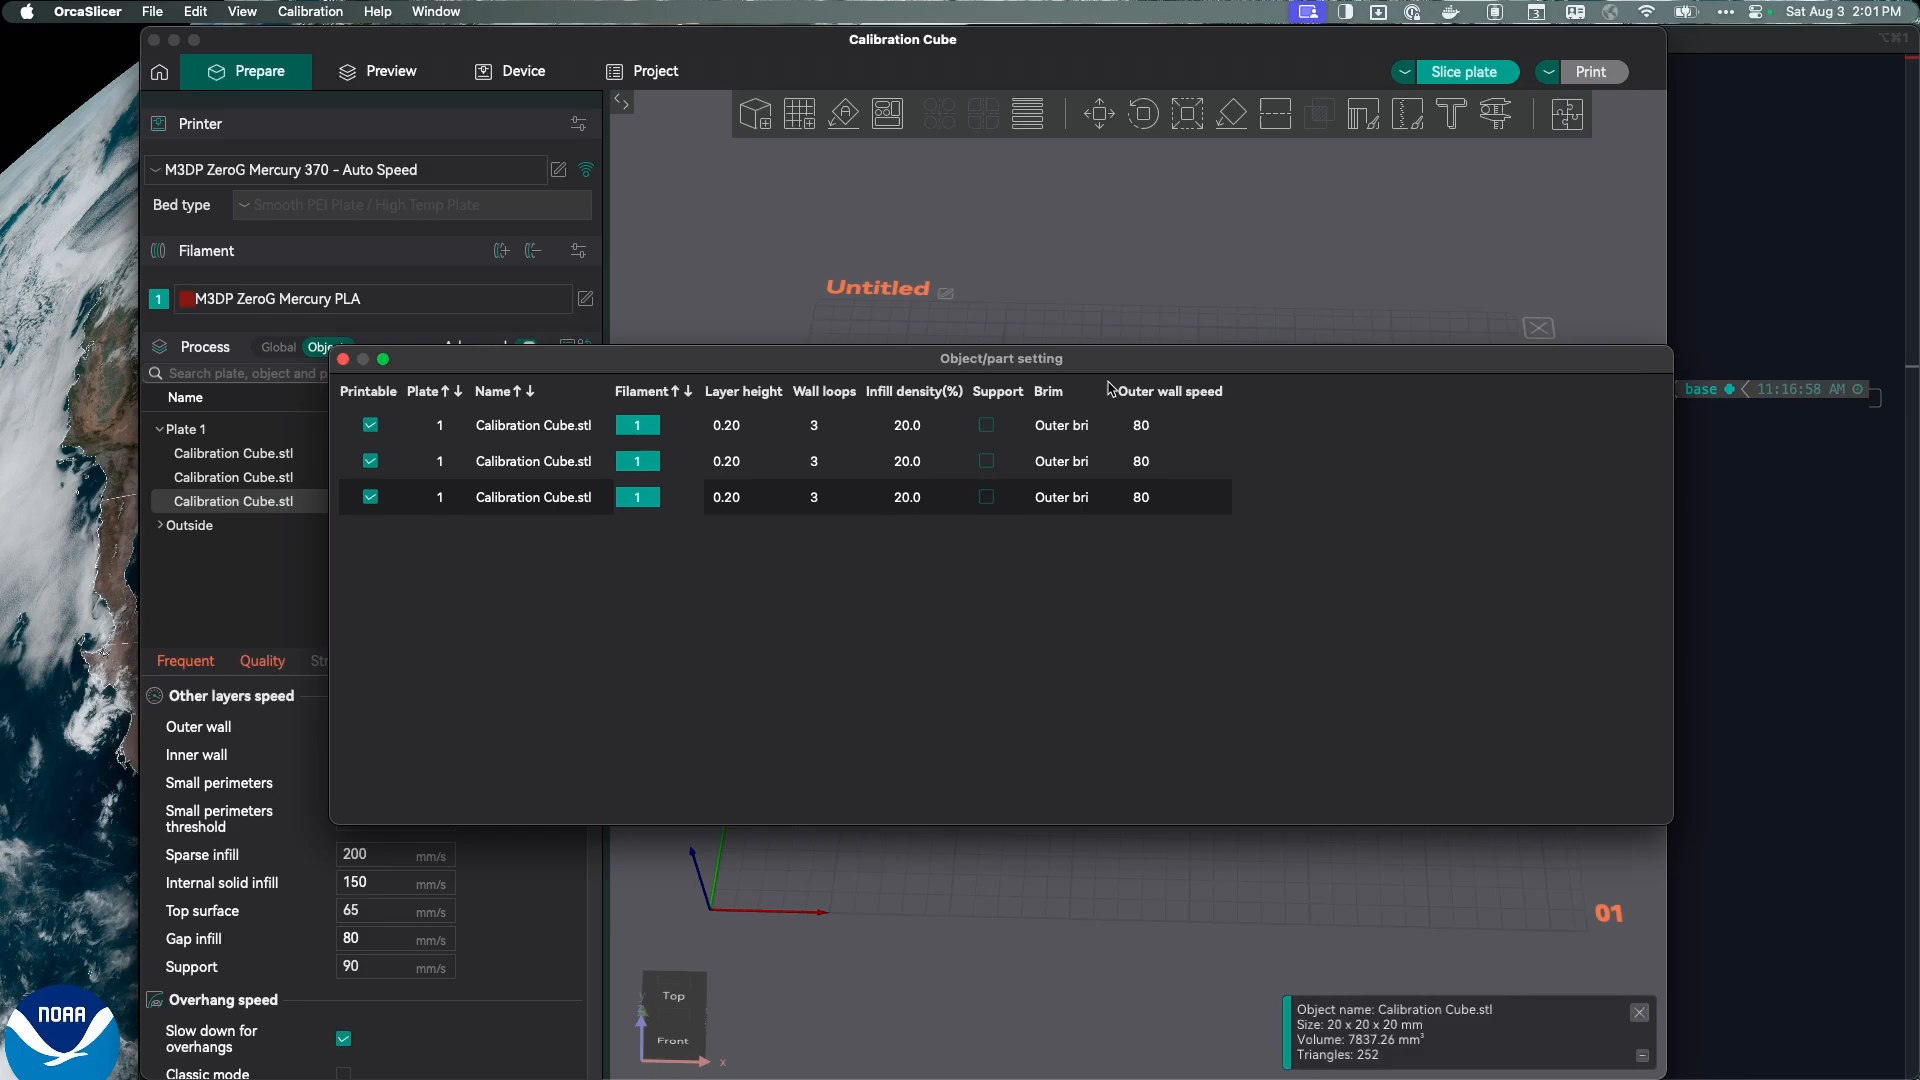 OrcaSlicer File Edit View Calibration Help Window
3
Sat Aug 3 2:01 PM
Calibration Cube
⌥⌘1
Prepare Preview Device Project
Slice plate Print
Printer
M3DP ZeroG Mercury 370 - Auto Speed
Bed type Smooth PEI Plate / High Temp Plate
Filament
1 M3DP ZeroG Mercury PLA
Process Global
Search plate, object and p
Name
Plate 1
Calibration Cube.stl
Calibration Cube.stl
Calibration Cube.stl
Outside
Frequent Quality
Other layers speed
Outer wall
Inner wall
Small perimeters
Small perimeters
threshold
Sparse infill 200 mm/s
Internal solid infill 150 mm/s
Top surface 65 mm/s
Gap infill 80 mm/s
Support 90 mm/s
Overhang speed
Slow down for
overhangs
Classic mode
NOAA
Untitled
Object/part setting
Printable Plate↑↓ Name↑↓ Filament↑↓ Layer height Wall loops Infill density(%) Support Brim Outer wall speed
1 Calibration Cube.stl 1 0.20 3 20.0 Outer bri 80
1 Calibration Cube.stl 1 0.20 3 20.0 Outer bri 80
1 Calibration Cube.stl 1 0.20 3 20.0 Outer bri 80
base 11:16:58 AM
01
Top
Front
z
y
x
Object name: Calibration Cube.stl
Size: 20 x 20 x 20 mm
Volume: 7837.26 mm³
Triangles: 252